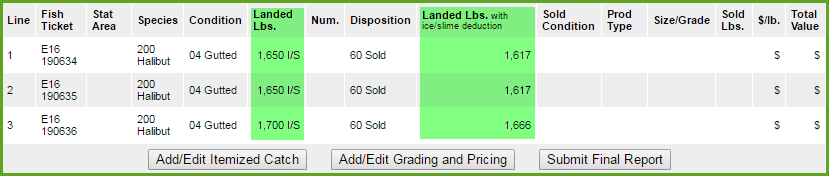 Line Fish Ticket Stat Area Species Condition Landed Lbs. Num. Disposition Landed Lbs. with ice/slime deduction Sold Condition Prod Type Size/Grade Sold Lbs. $/lb. Total Value
1 E16 190634 200 Halibut 04 Gutted 1,650 I/S 60 Sold 1,617 $ $
2 E16 190635 200 Halibut 04 Gutted 1,650 I/S 60 Sold 1,617 $ $
3 E16 190636 200 Halibut 04 Gutted 1,700 I/S 60 Sold 1,666 $ $
Add/Edit Itemized Catch Add/Edit Grading and Pricing Submit Final Report